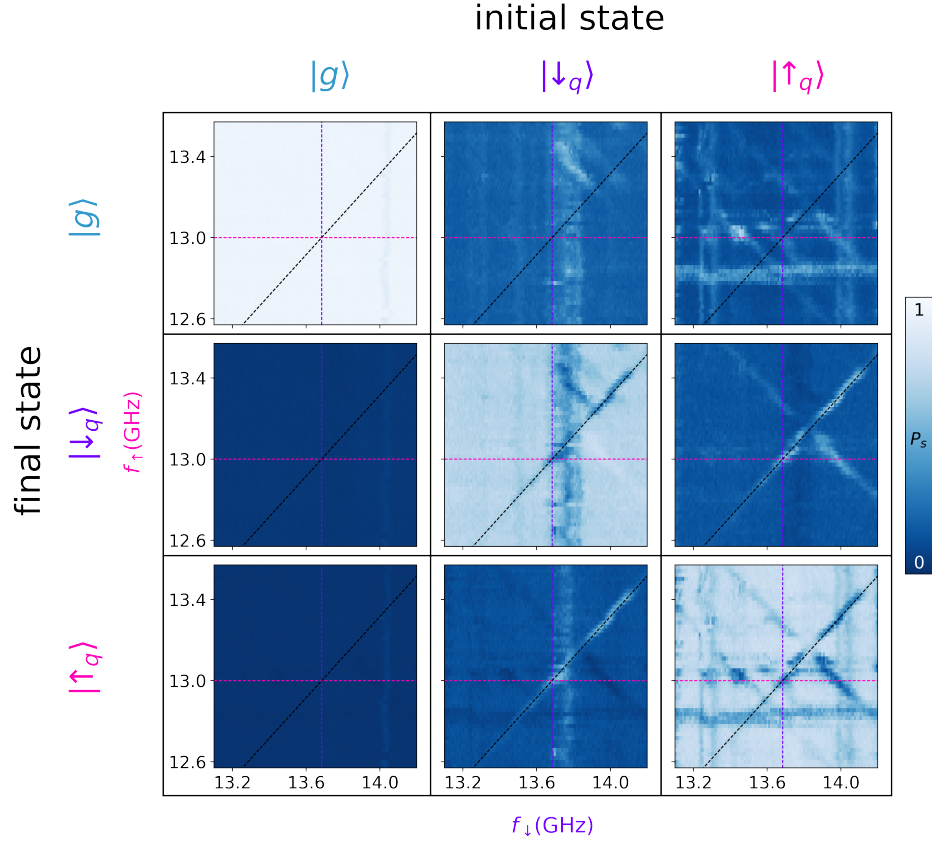 initial state
|g⟩ |↓q⟩ |↑q⟩
final state
|g⟩
|↓q⟩
|↑q⟩
f↑(GHz)
13.4
13.0
12.6
13.4
13.0
12.6
13.4
13.0
12.6
13.2 13.6 14.0 13.2 13.6 14.0 13.2 13.6 14.0
f↓(GHz)
1
Ps
0